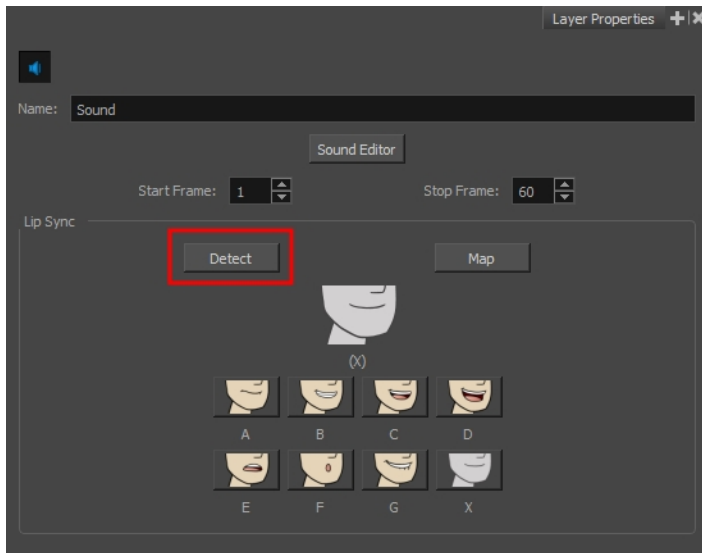 Layer Properties
Name: Sound
Sound Editor
Start Frame: 1 Stop Frame: 60
Lip Sync
Detect Map
(X)
A B C D
E F G X